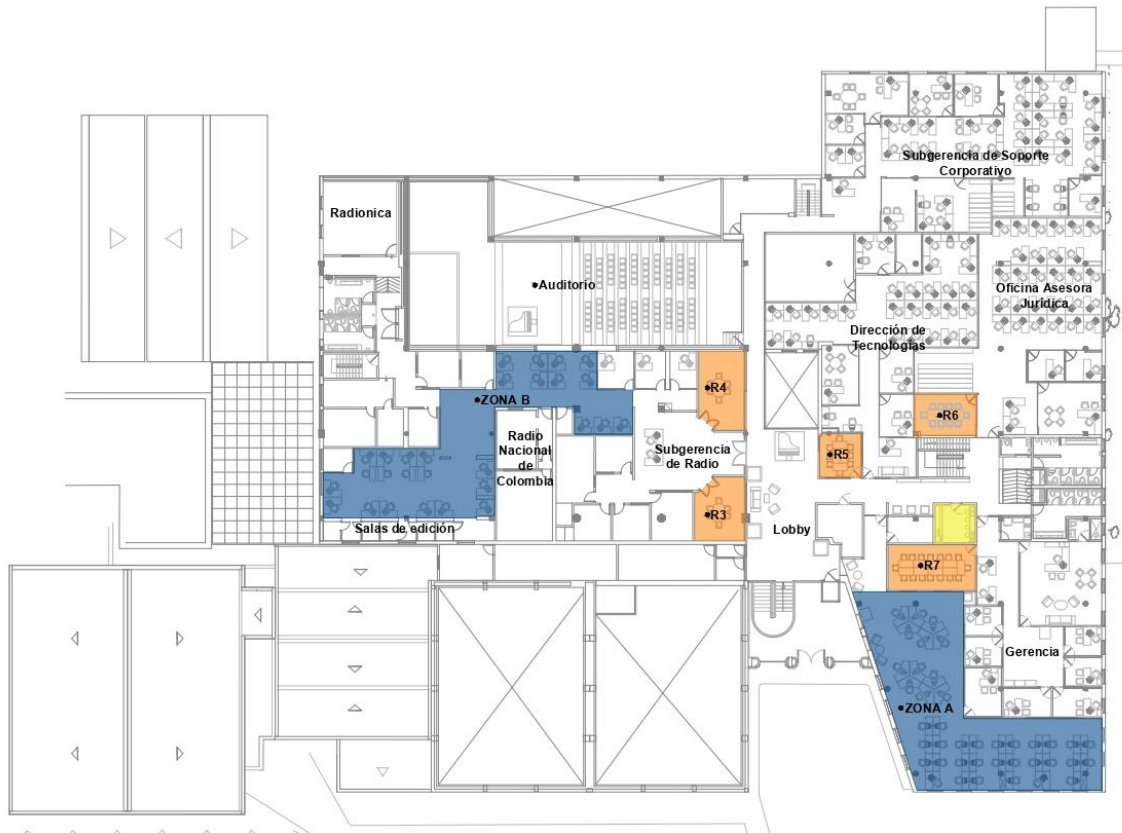 Subgerencia de Soporte
Corporativo
Radionica
Auditorio
Oficina Asesora
Jurídica
Dirección de
Tecnologías
R4
ZONA B
R6
Radio
Nacional
de
Colombia
Subgerencia
de Radio
R5
R3
Salas de edición
Lobby
R7
Gerencia
ZONA A